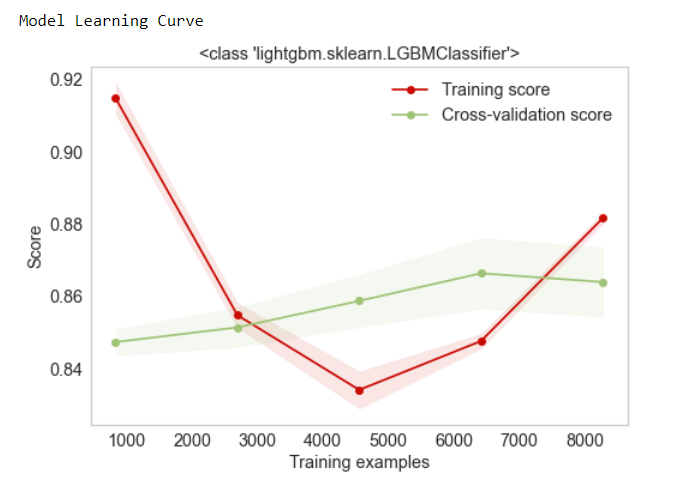 Model Learning Curve
<class 'lightgbm.sklearn.LGBMClassifier'>
Training score
Cross-validation score
0.92
0.90
0.88
0.86
0.84
Score
1000 2000 3000 4000 5000 6000 7000 8000
Training examples